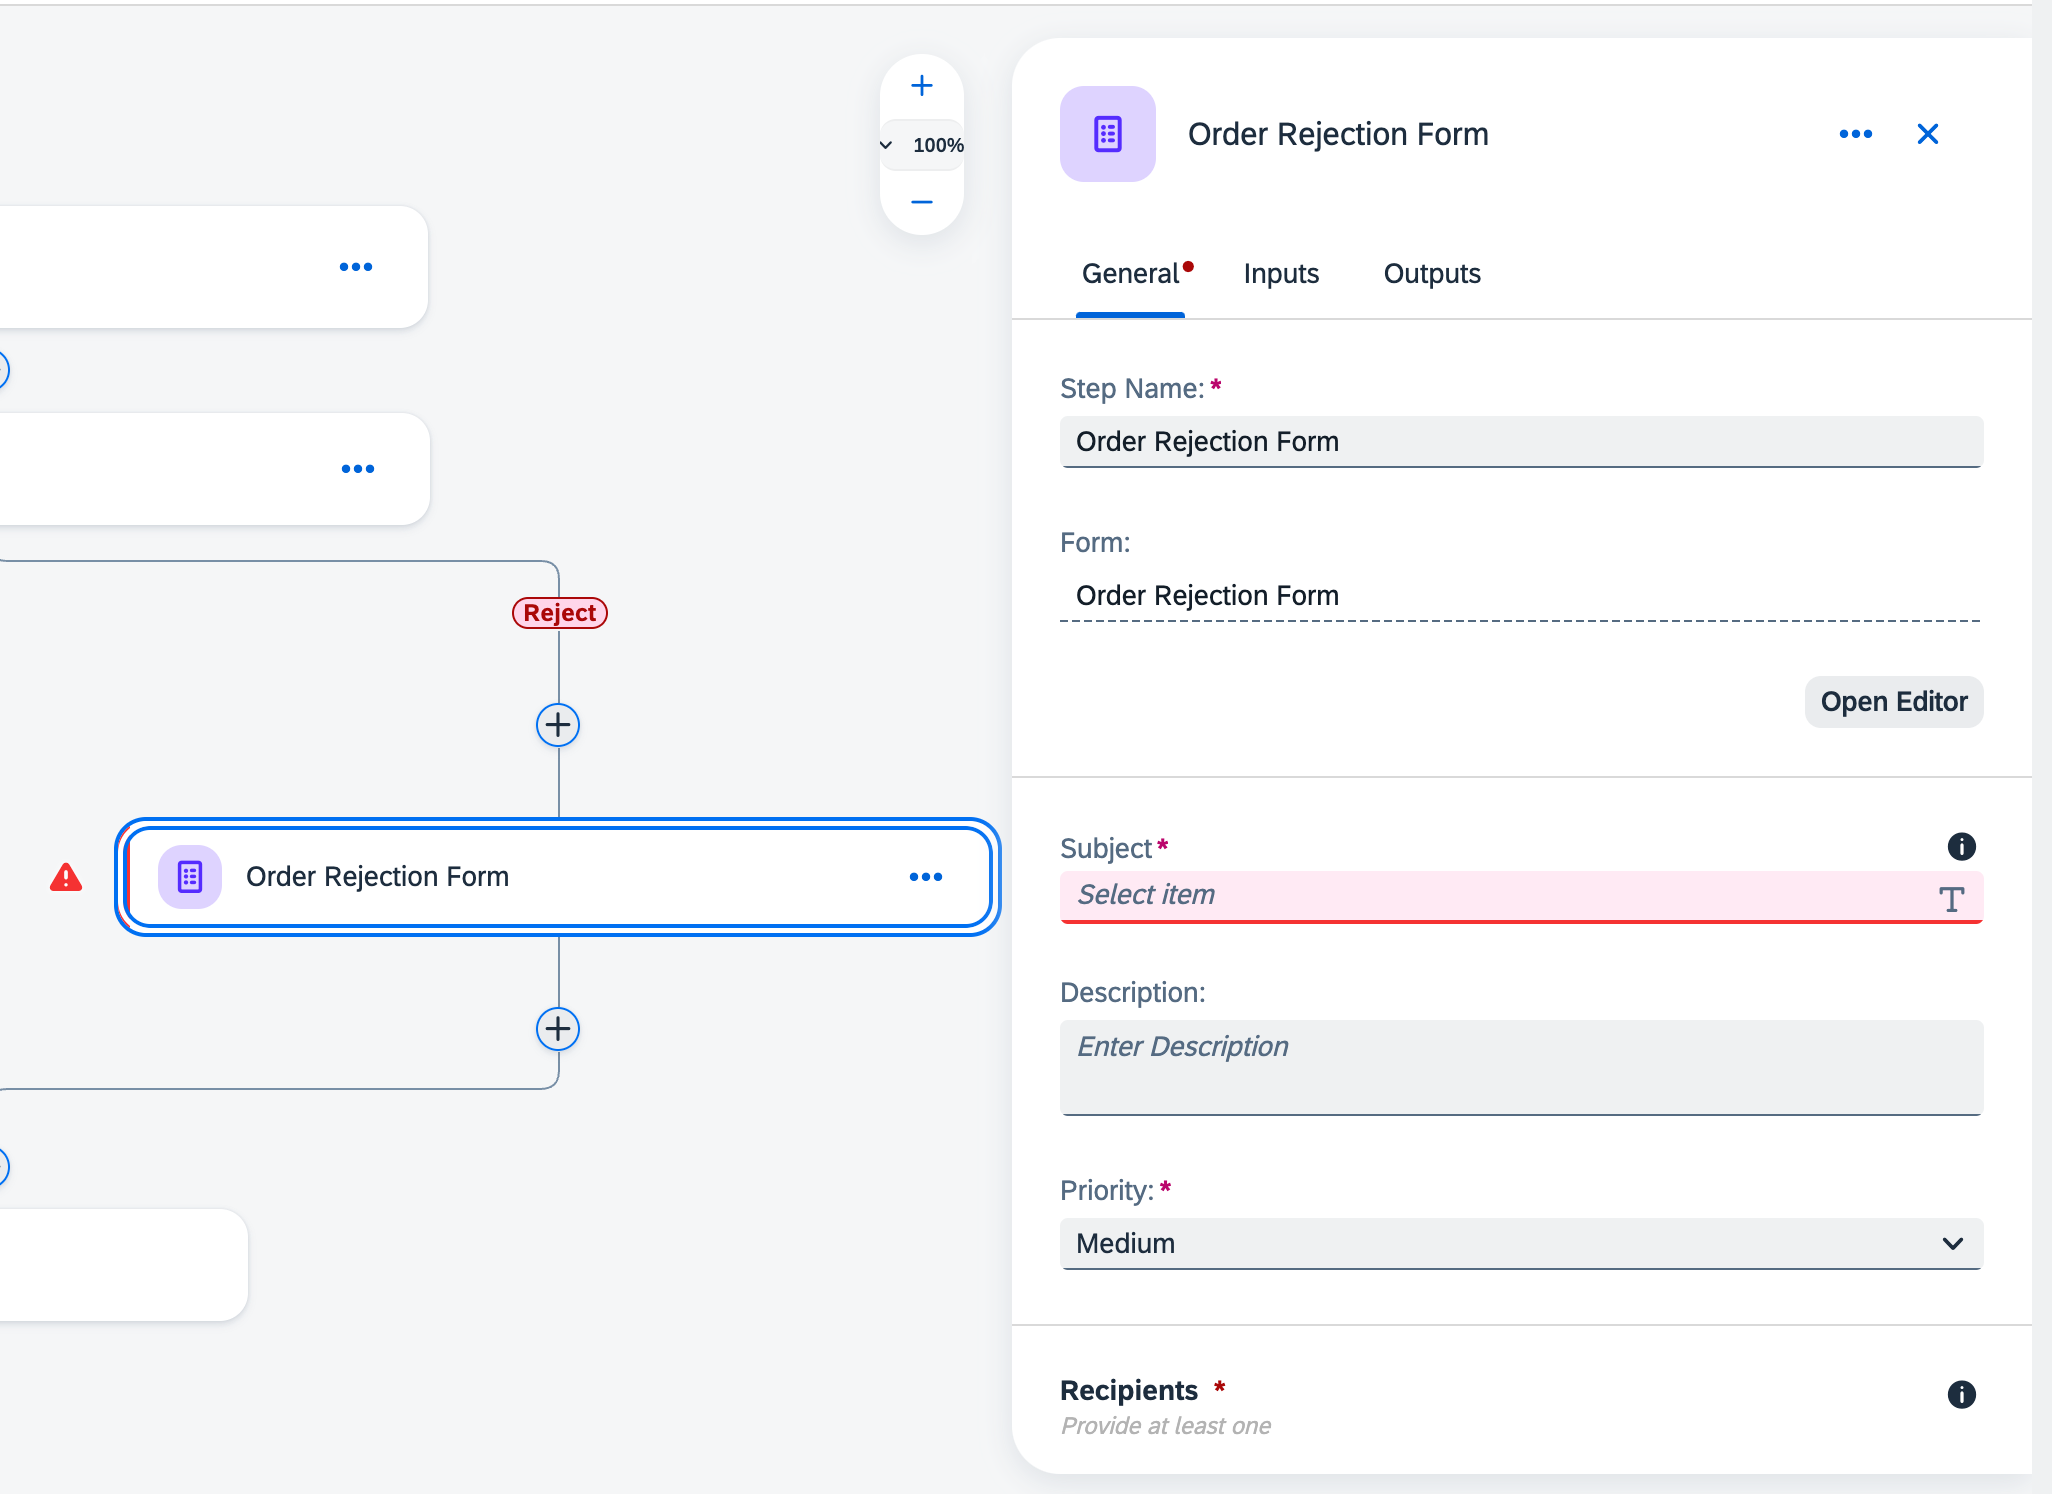 100%
Reject
Order Rejection Form
Order Rejection Form
General
Inputs
Outputs
Step Name: *
Order Rejection Form
Form:
Order Rejection Form
Open Editor
Subject *
Select item
Description:
Enter Description
Priority: *
Medium
Recipients *
Provide at least one